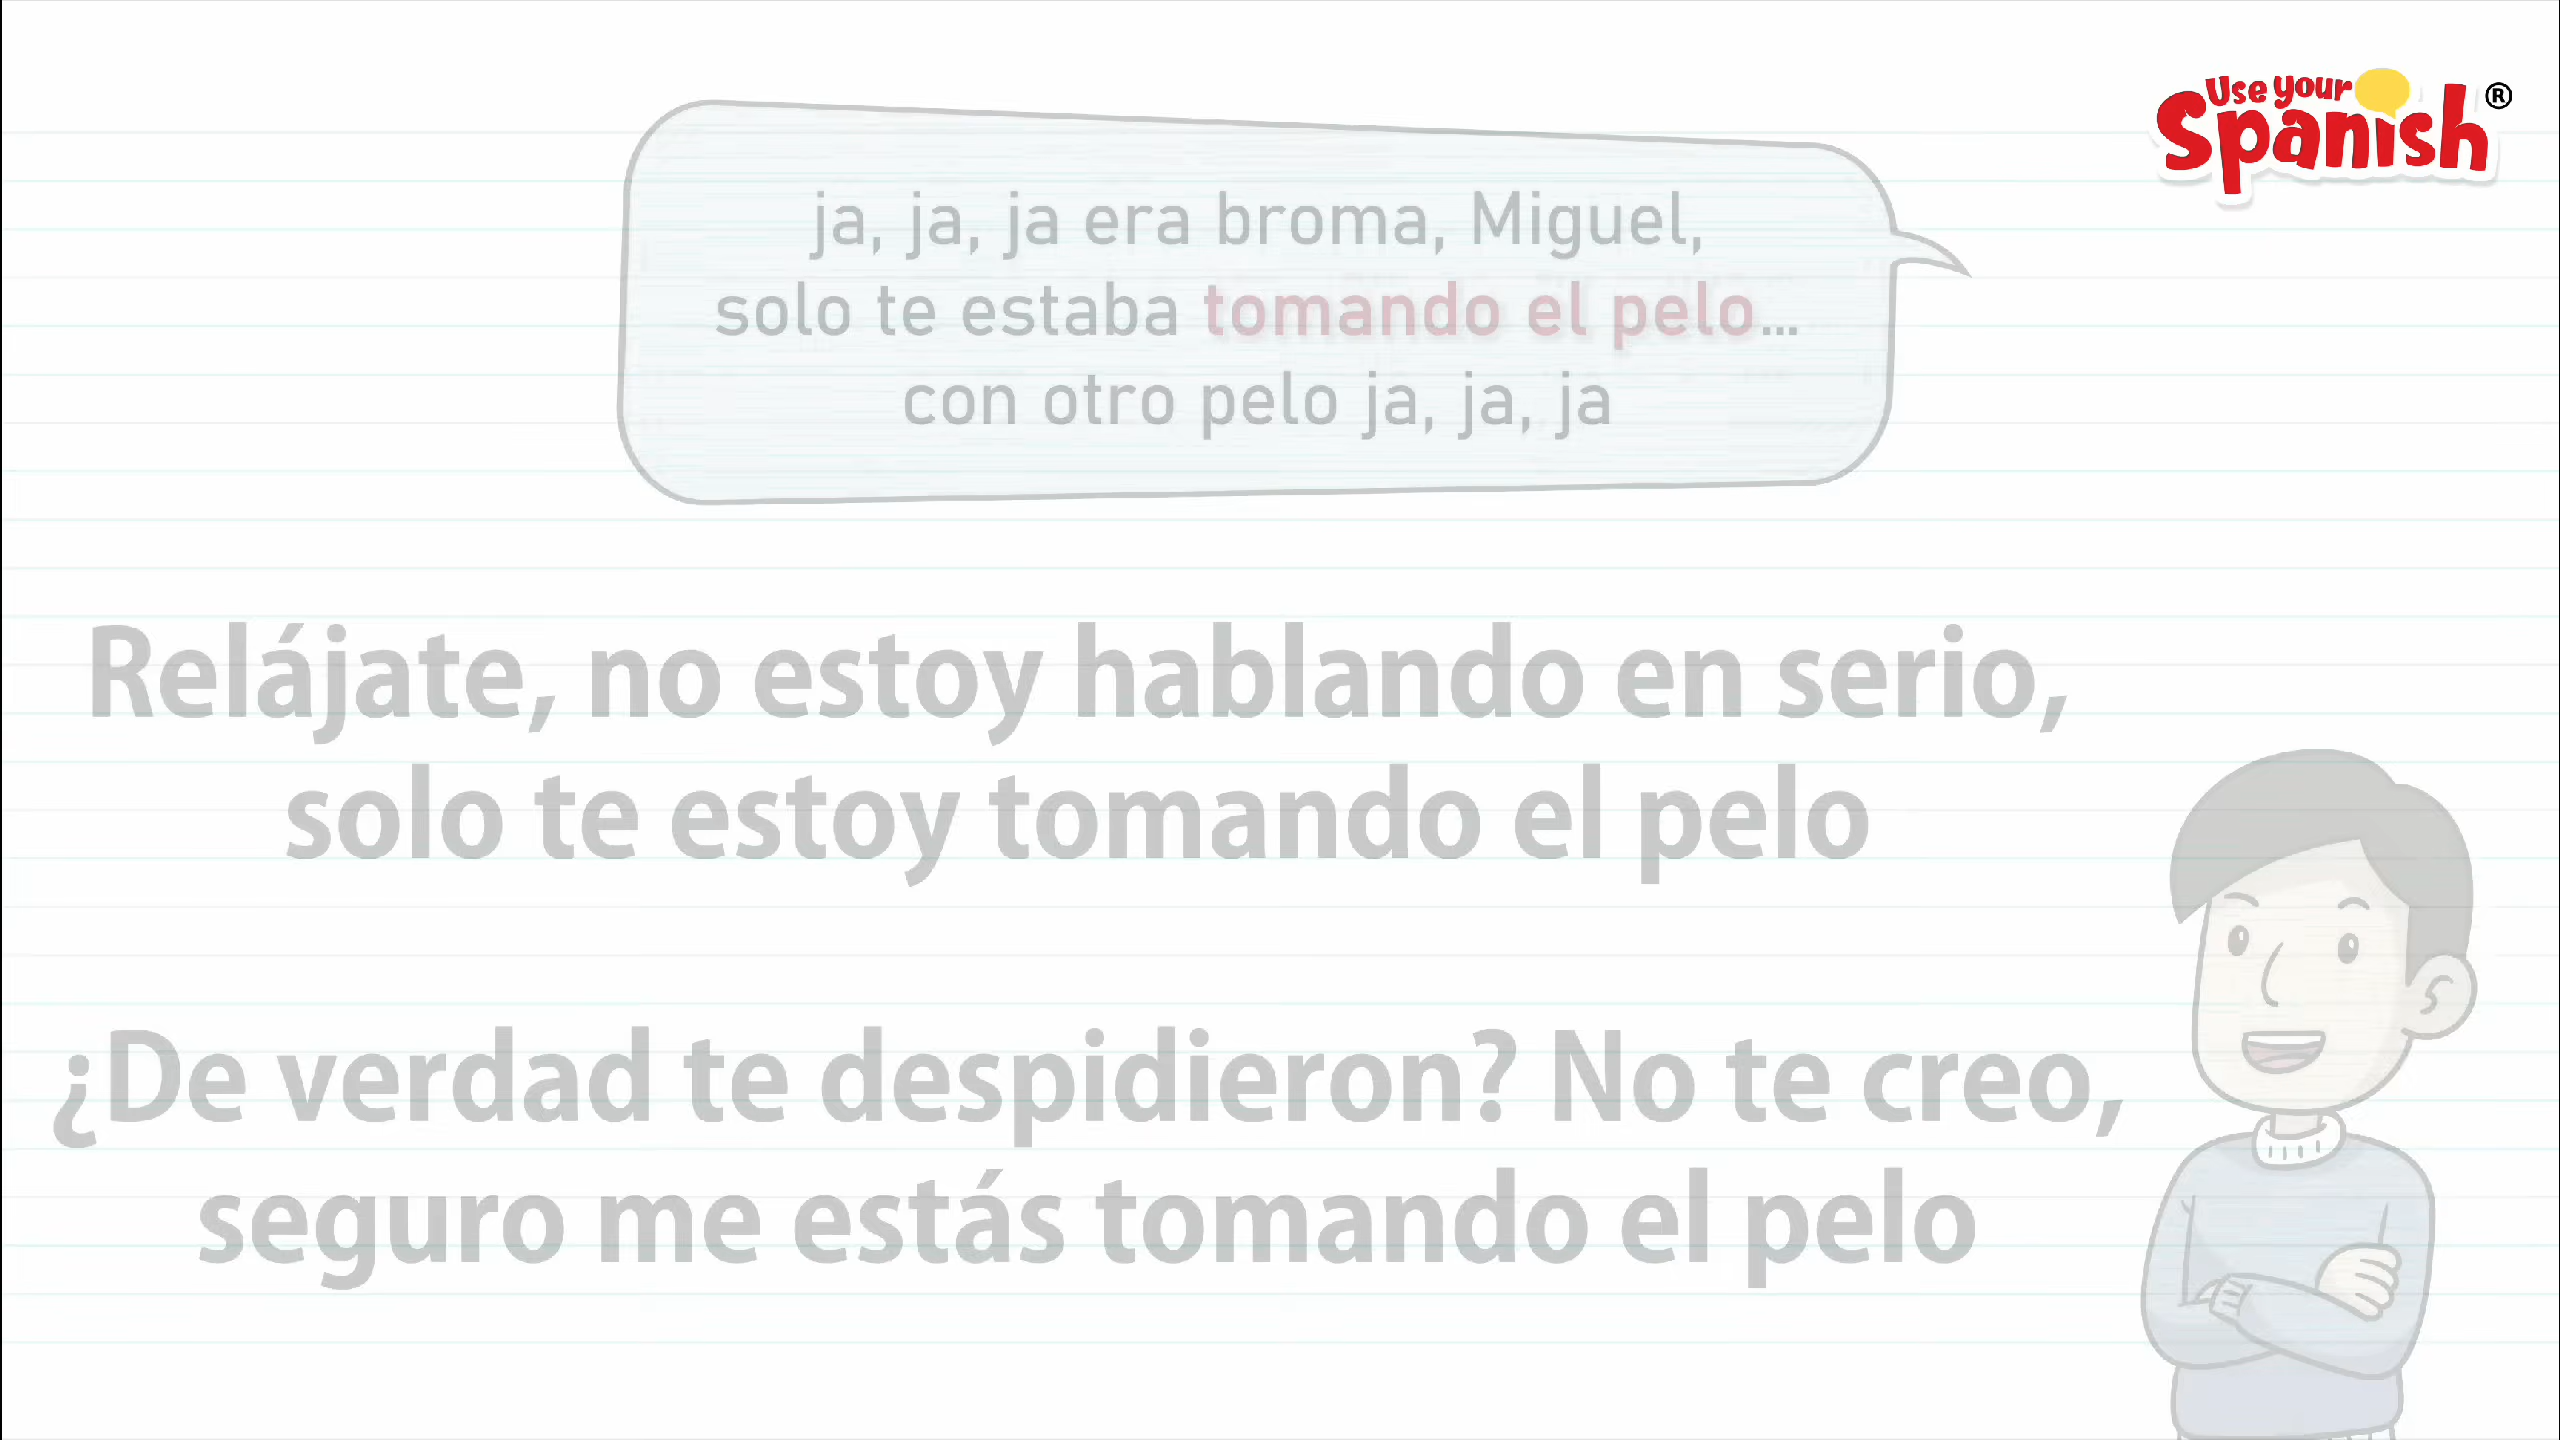 Use your
Spanish®
ja, ja, ja era broma, Miguel,
solo te estaba tomando el pelo...
con otro pelo ja, ja, ja
Relájate, no estoy hablando en serio,
solo te estoy tomando el pelo
¿De verdad te despidieron? No te creo,
seguro me estás tomando el pelo